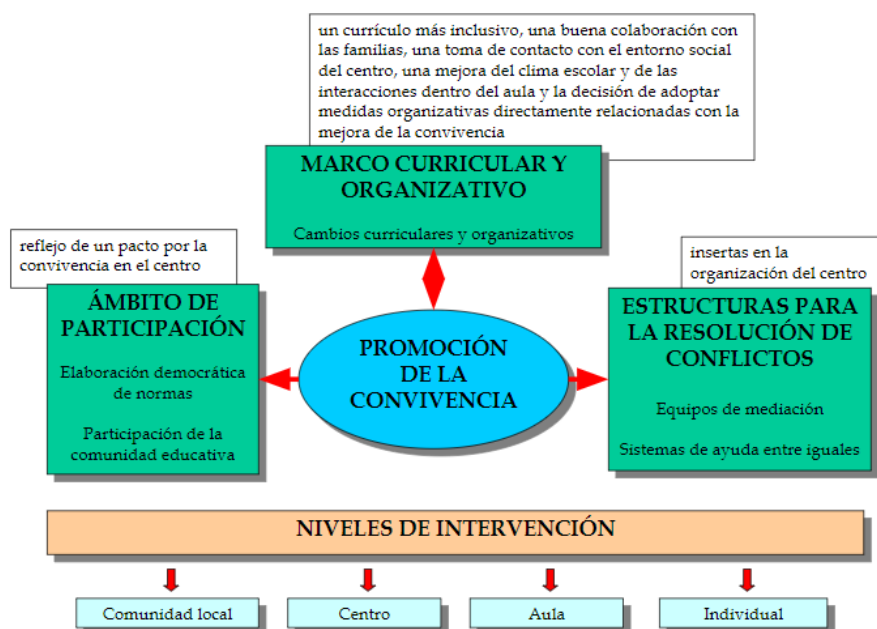 un currículo más inclusivo, una buena colaboración con
las familias, una toma de contacto con el entorno social
del centro, una mejora del clima escolar y de las
interacciones dentro del aula y la decisión de adoptar
medidas organizativas directamente relacionadas con la
mejora de la convivencia
MARCO CURRICULAR Y
ORGANIZATIVO
Cambios curriculares y organizativos
reflejo de un pacto por la
convivencia en el centro
ÁMBITO DE
PARTICIPACIÓN
Elaboración democrática
de normas
Participación de la
comunidad educativa
PROMOCIÓN
DE LA
CONVIVENCIA
insertas en la
organización del centro
ESTRUCTURAS PARA
LA RESOLUCIÓN DE
CONFLICTOS
Equipos de mediación
Sistemas de ayuda entre iguales
NIVELES DE INTERVENCIÓN
Comunidad local
Centro
Aula
Individual